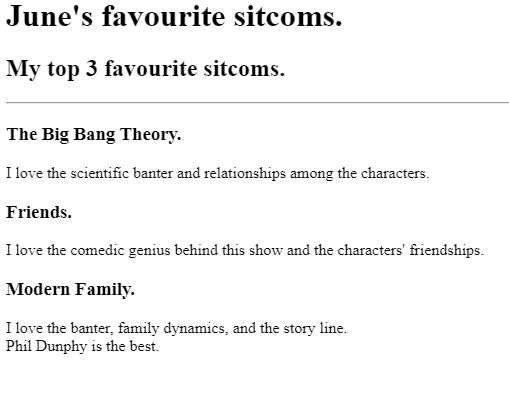 June's favourite sitcoms.
My top 3 favourite sitcoms.
The Big Bang Theory.
I love the scientific banter and relationships among the characters.
Friends.
I love the comedic genius behind this show and the characters' friendships.
Modern Family.
I love the banter, family dynamics, and the story line.
Phil Dunphy is the best.